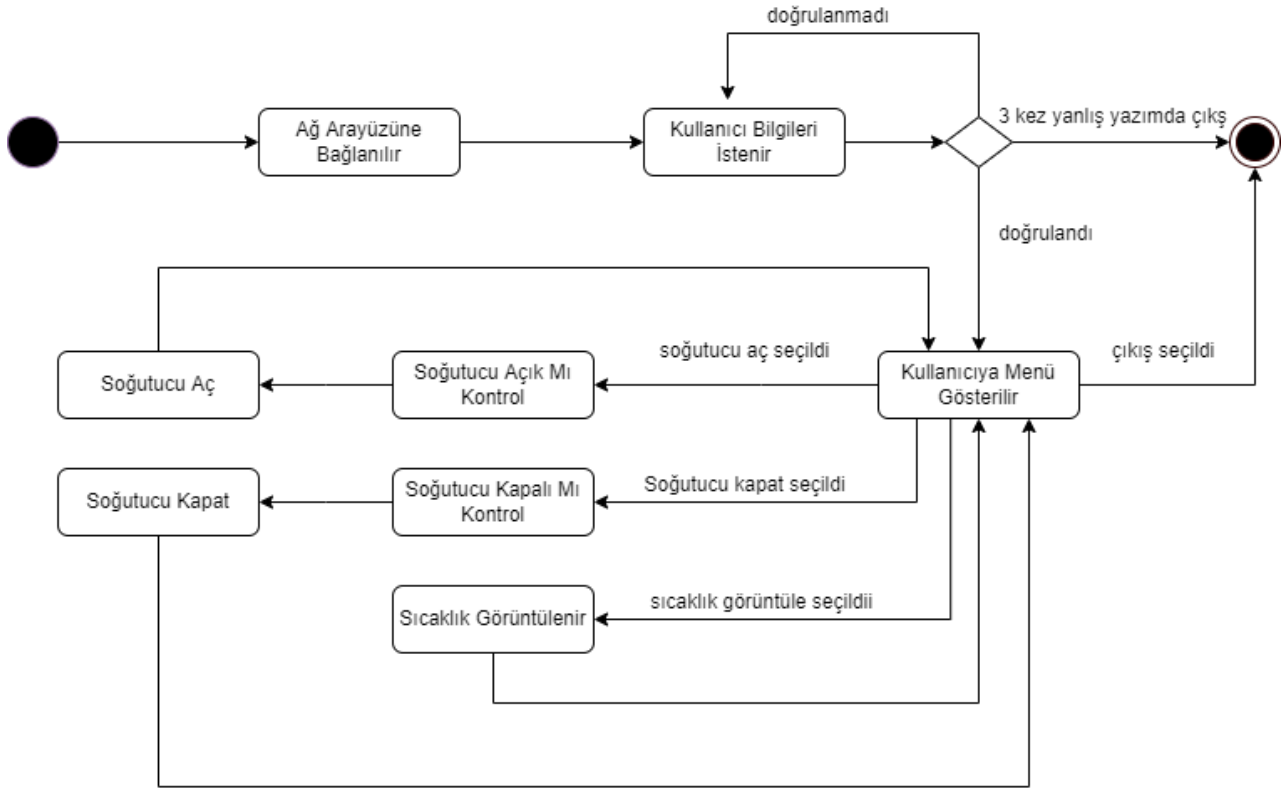 doğrulanmadı
Ağ Arayüzüne
Bağlanılır
Kullanıcı Bilgileri
İstenir
3 kez yanlış yazımda çıkş
doğrulandı
soğutucu aç seçildi
çıkış seçildi
Soğutucu Aç
Soğutucu Açık Mı
Kontrol
Kullanıcıya Menü
Gösterilir
Soğutucu Kapat
Soğutucu Kapalı Mı
Kontrol
Soğutucu kapat seçildi
Sıcaklık Görüntülenir
sıcaklık görüntüle seçildii